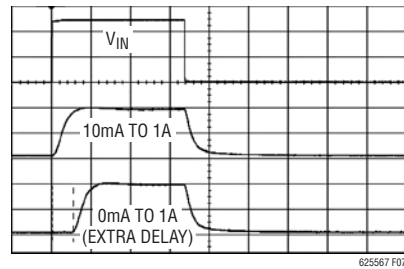 VIN
10mA TO 1A
0mA TO 1A
(EXTRA DELAY)
625567 F07